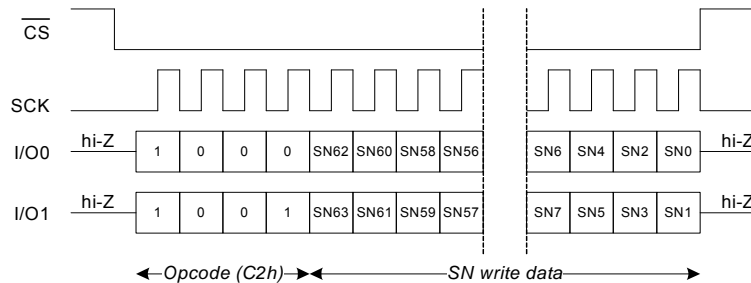 CS
SCK
I/O0 hi-Z 1 0 0 0 SN62 SN60 SN58 SN56 SN6 SN4 SN2 SN0 hi-Z
I/O1 hi-Z 1 0 0 1 SN63 SN61 SN59 SN57 SN7 SN5 SN3 SN1 hi-Z
Opcode (C2h) SN write data